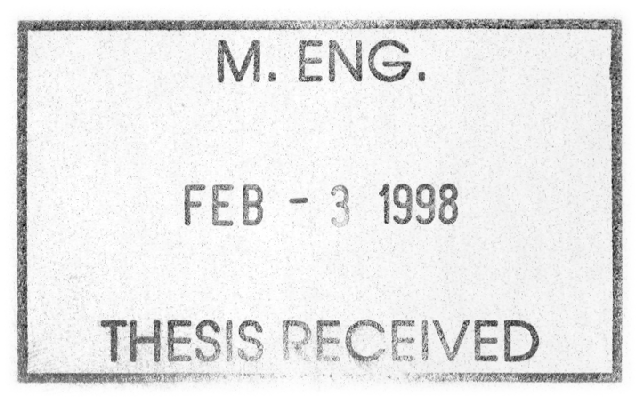 M. ENG.
FEB - 3 1998
THESIS RECEIVED